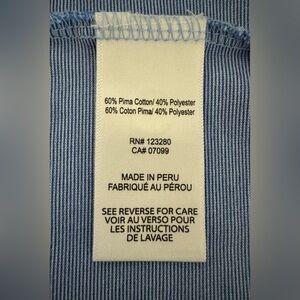 60% Pima Cotton/ 40% Polyester
60% Coton Pima/ 40% Polyester
RN# 123280
CA# 07099
MADE IN PERU
FABRIQUÉ AU PÉROU
SEE REVERSE FOR CARE
VOIR AU VERSO POUR
LES INSTRUCTIONS
DE LAVAGE